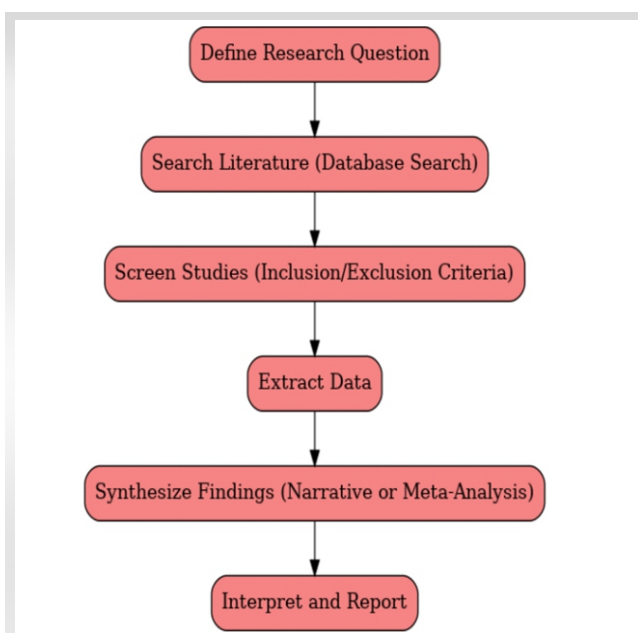 Define Research Question
Search Literature (Database Search)
Screen Studies (Inclusion/Exclusion Criteria)
Extract Data
Synthesize Findings (Narrative or Meta-Analysis)
Interpret and Report